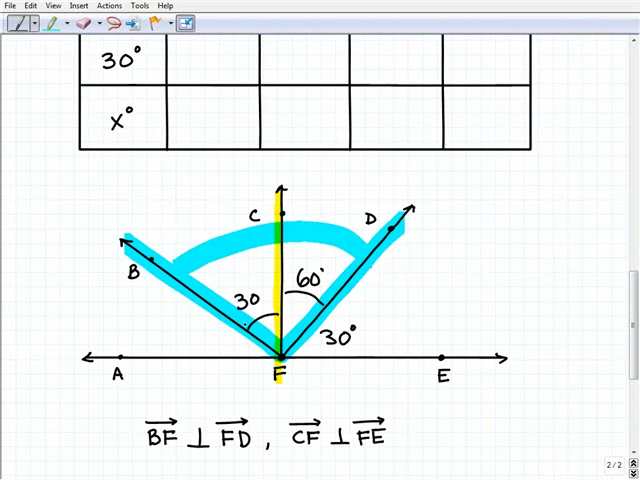 File Edit View Insert Actions Tools Help
30°
x°
C
D
B
60°
30
30°
A
F
E
BF ⊥ FD, CF ⊥ FE
2 / 2